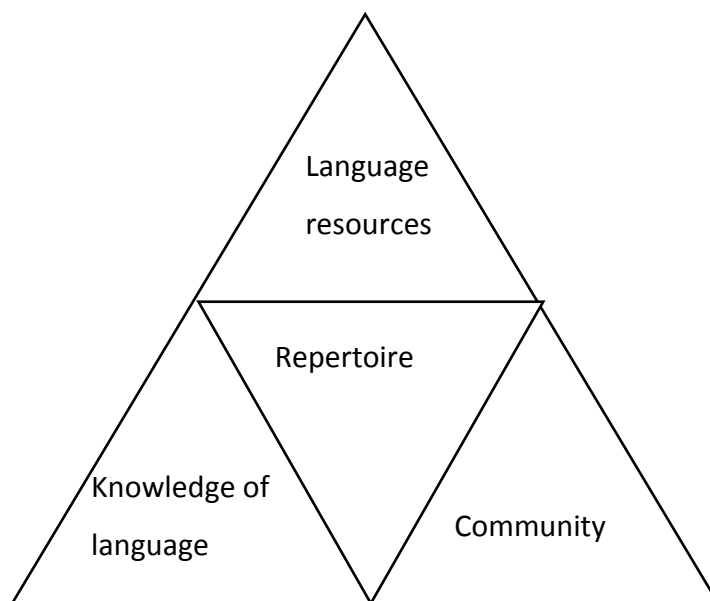 Language
resources
Repertoire
Knowledge of
language
Community